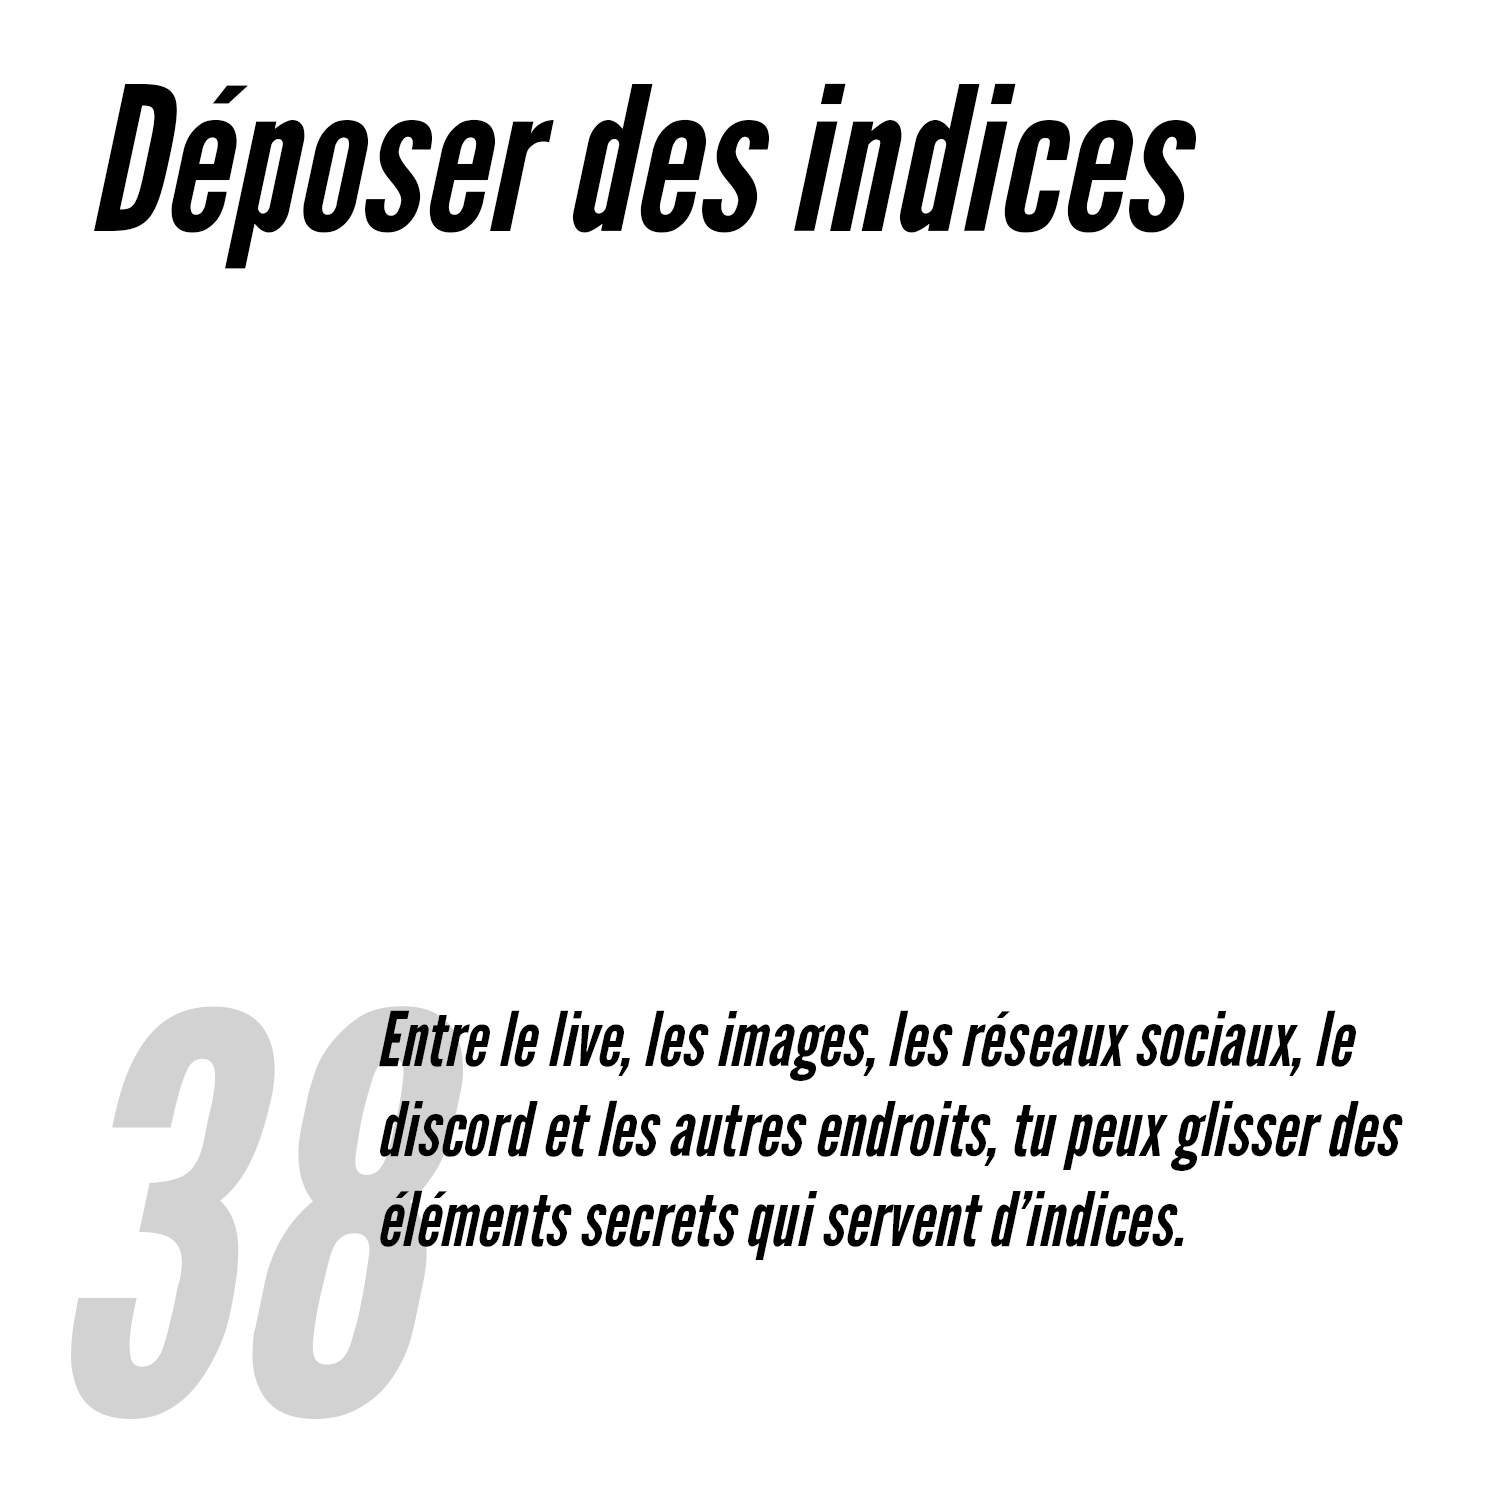 Déposer des indices
38
Entre le live, les images, les réseaux sociaux, le
discord et les autres endroits, tu peux glisser des
éléments secrets qui servent d’indices.